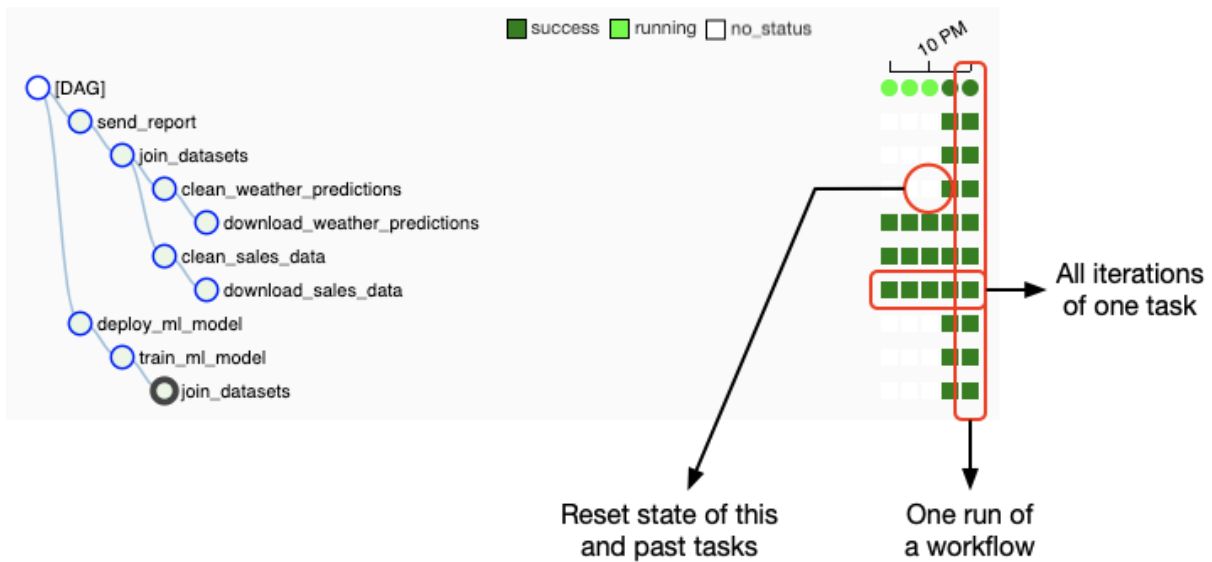 success running no_status
10 PM
[DAG]
send_report
join_datasets
clean_weather_predictions
download_weather_predictions
clean_sales_data
download_sales_data
deploy_ml_model
train_ml_model
join_datasets
All iterations
of one task
Reset state of this
and past tasks
One run of
a workflow